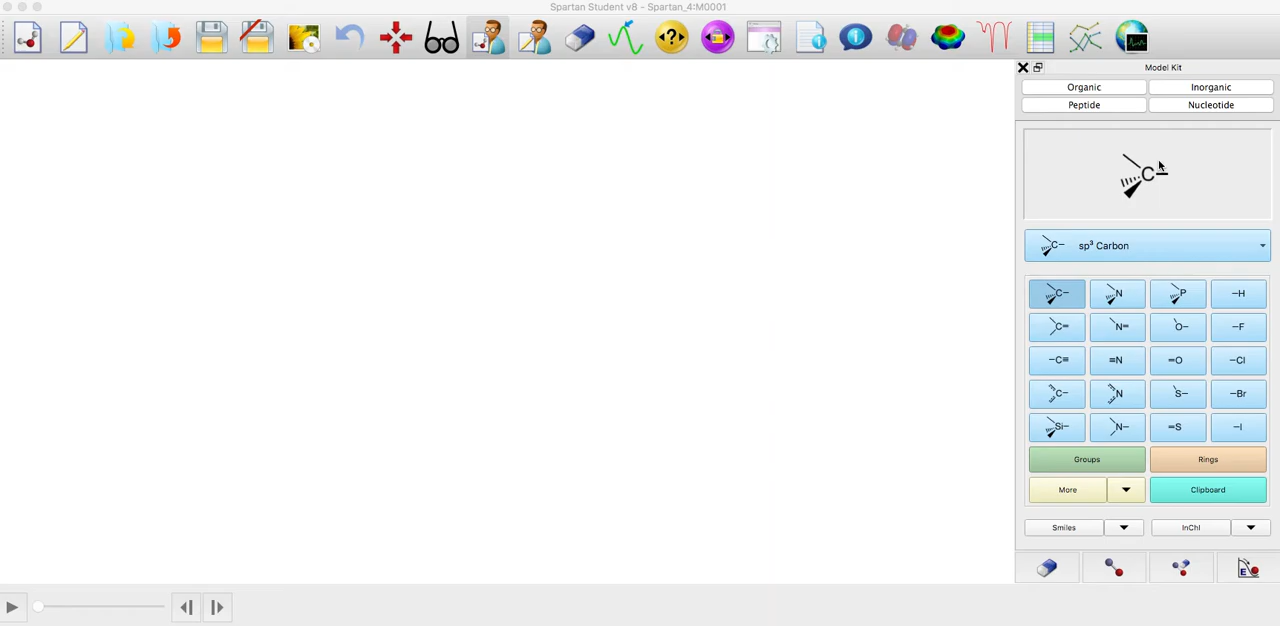 Spartan Student v8 - Spartan_4:M0001
Model Kit
Organic
Inorganic
Peptide
Nucleotide
C
C- sp³ Carbon
C- N P -H
C= N= O- -F
-C≡ ≡N =O -Cl
C- N S- -Br
Si- N- =S -I
Groups
Rings
More
Clipboard
Smiles
InChI
E